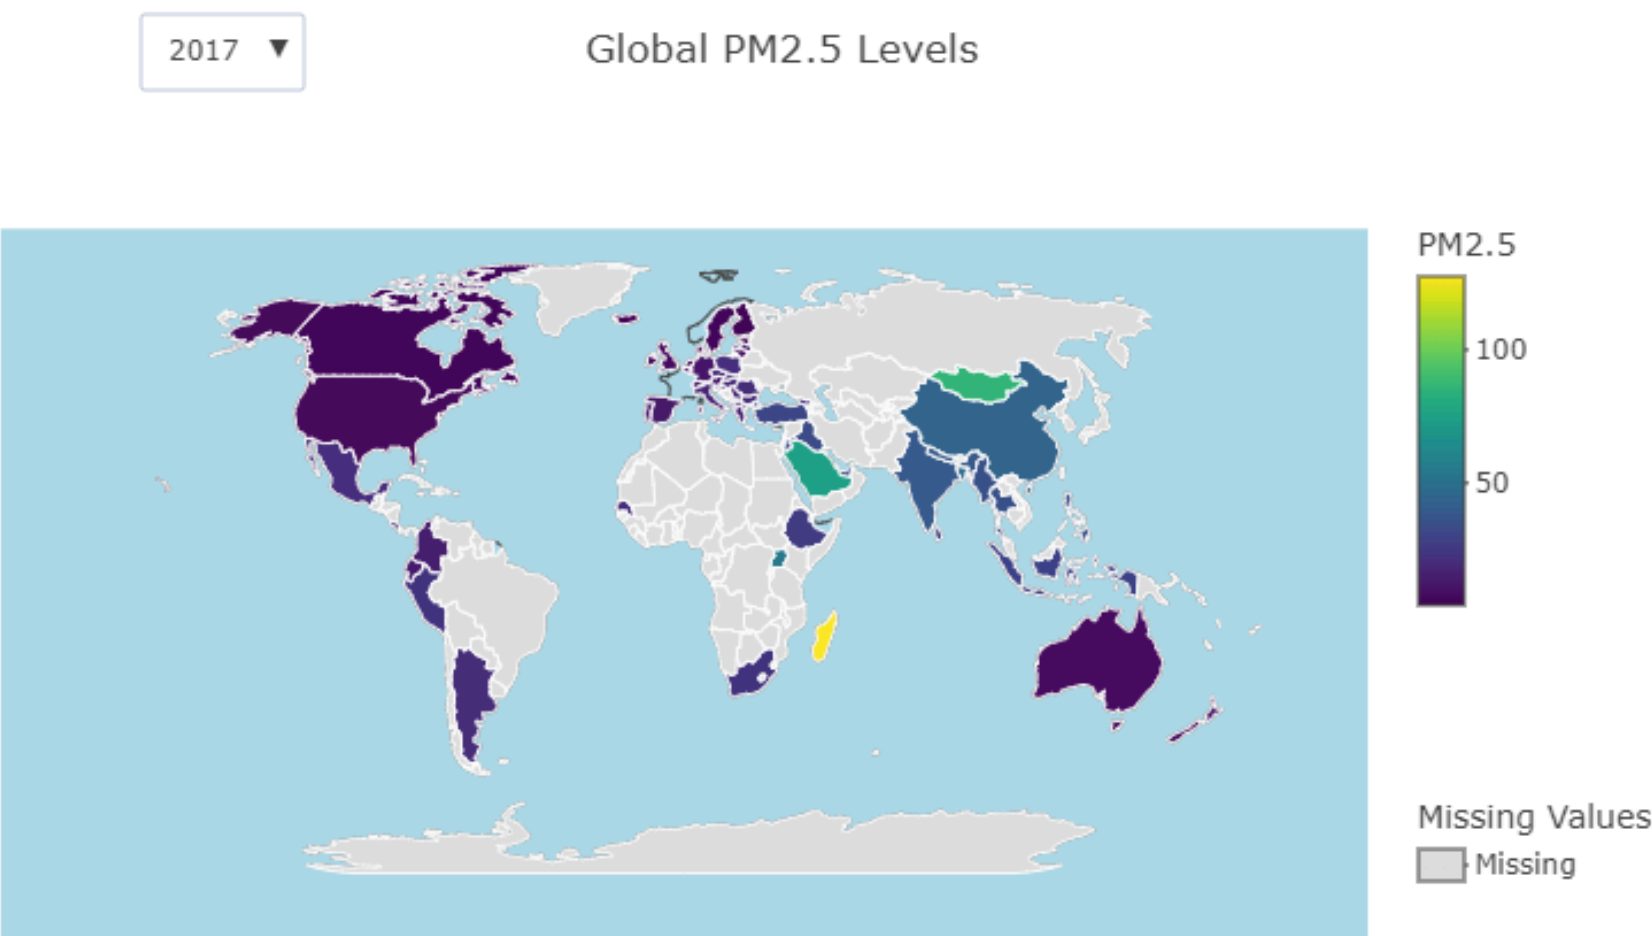 2017 ▼
Global PM2.5 Levels
PM2.5
100
50
Missing Values
Missing